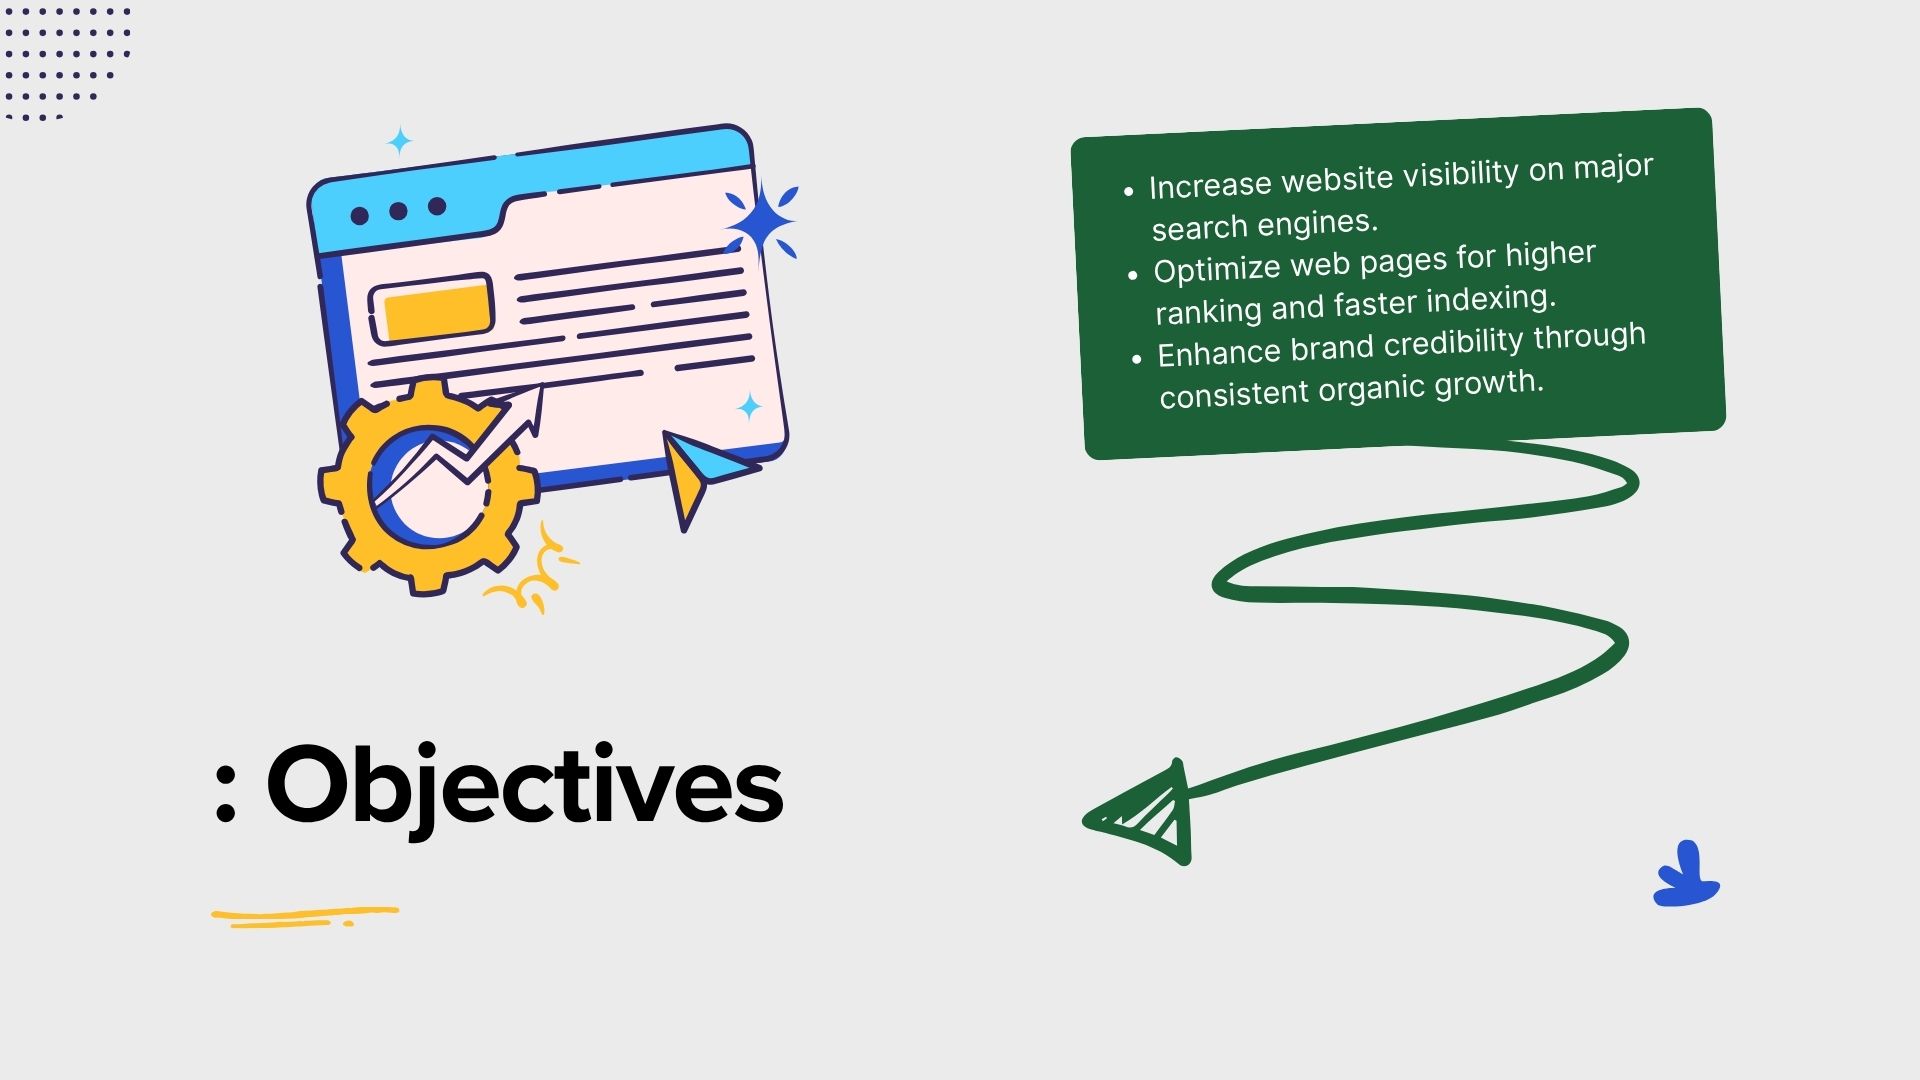 • Increase website visibility on major
search engines.
• Optimize web pages for higher
ranking and faster indexing.
• Enhance brand credibility through
consistent organic growth.
: Objectives